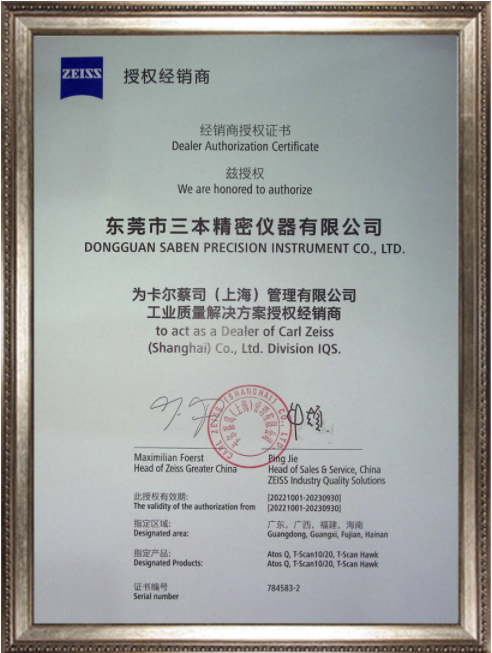 ZEISS
授权经销商
经销商授权证书
Dealer Authorization Certificate
兹授权
We are honored to authorize
东莞市三本精密仪器有限公司
DONGGUAN SABEN PRECISION INSTRUMENT CO., LTD.
为卡尔蔡司（上海）管理有限公司
工业质量解决方案授权经销商
to act as a Dealer of Carl Zeiss
(Shanghai) Co., Ltd. Division IQS.
CARL ZEISS (SHANGHAI) CO., LTD.
Maximilian Foerst
Head of Zeiss Greater China
Ping Jie
Head of Sales & Service, China
ZEISS Industry Quality Solutions
此授权有效期:
[20221001-20230930]
The validity of the authorization from
[20221001-20230930]
指定区域:
广东、广西，福建，海南
Designated area:
Guangdong, Guangxi, Fujian, Hainan
指定产品:
Atos Q, T-Scan10/20, T-Scan Hawk
Designated Products:
Atos Q, T-Scan10/20, T-Scan Hawk
证书编号
784583-2
Serial number